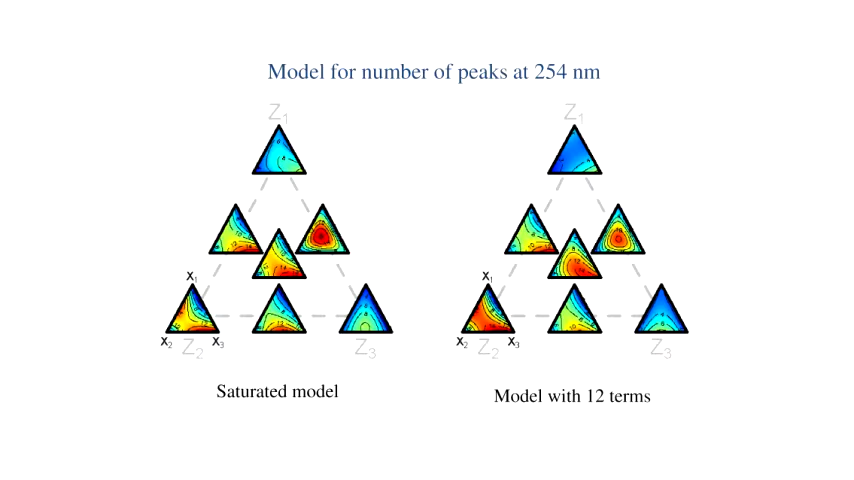 Model for number of peaks at 254 nm
Z₁ Z₁
X₁ X₁
X₂ Z₂ X₃ Z₃ X₂ Z₂ X₃ Z₃
Saturated model
Model with 12 terms